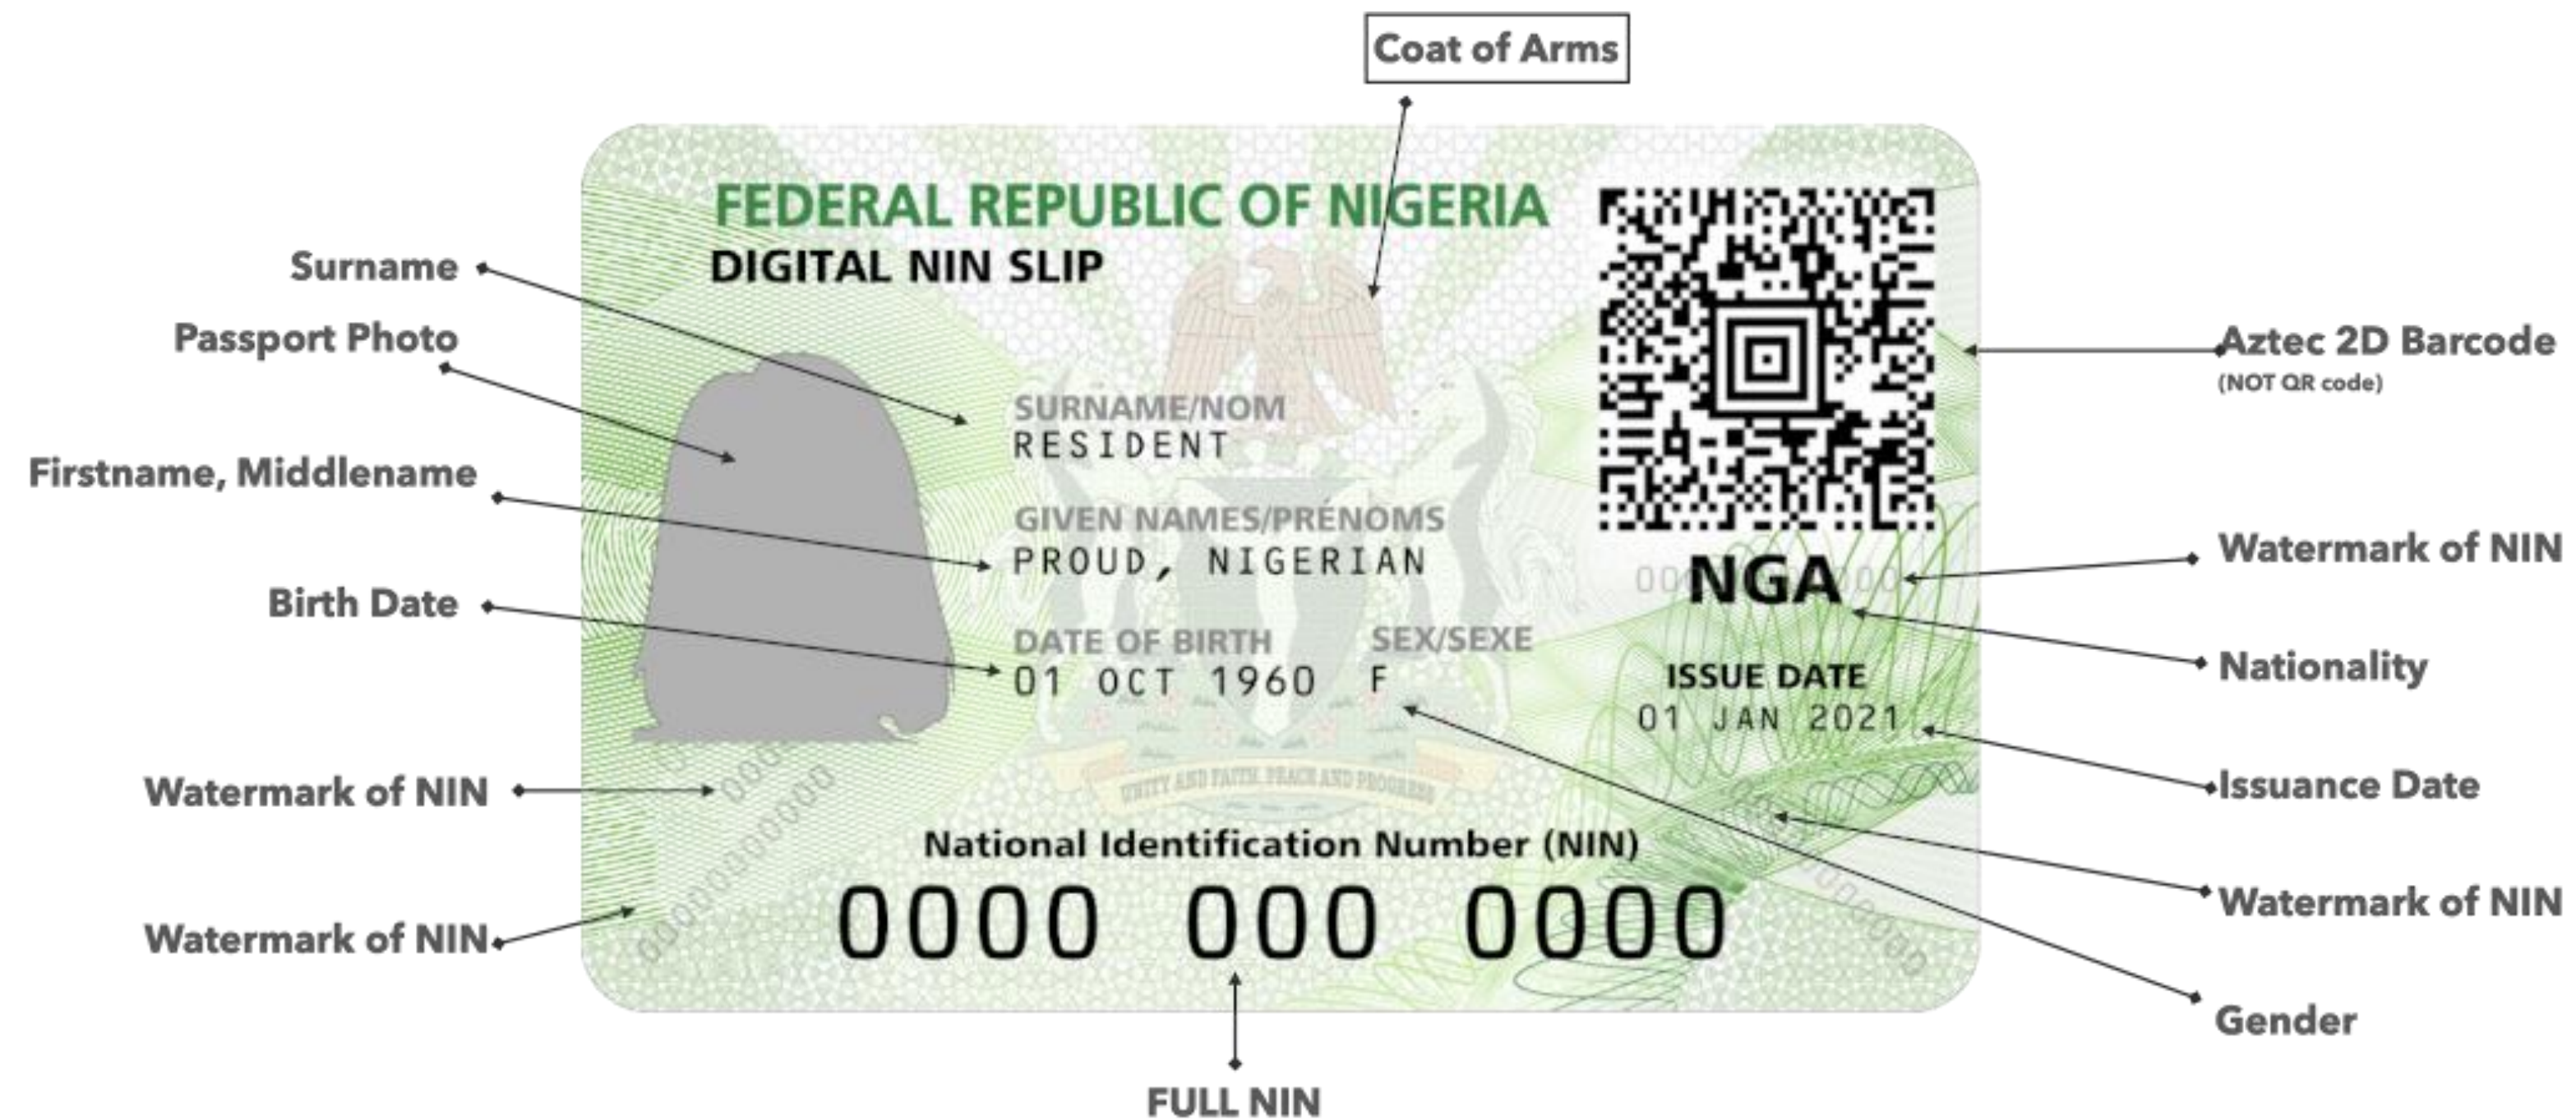 Coat of Arms
FEDERAL REPUBLIC OF NIGERIA
DIGITAL NIN SLIP
Surname
Passport Photo
Firstname, Middlename
Birth Date
Watermark of NIN
Watermark of NIN
SURNAME/NOM
RESIDENT
GIVEN NAMES/PRÉNOMS
PROUD, NIGERIAN
DATE OF BIRTH SEX/SEXE
01 OCT 1960 F
UNITY AND FAITH, PEACE AND PROGRESS
00000000000
National Identification Number (NIN)
0000 000 0000
NGA
ISSUE DATE
01 JAN 2021
Aztec 2D Barcode
(NOT QR code)
Watermark of NIN
Nationality
Issuance Date
Watermark of NIN
Gender
FULL NIN